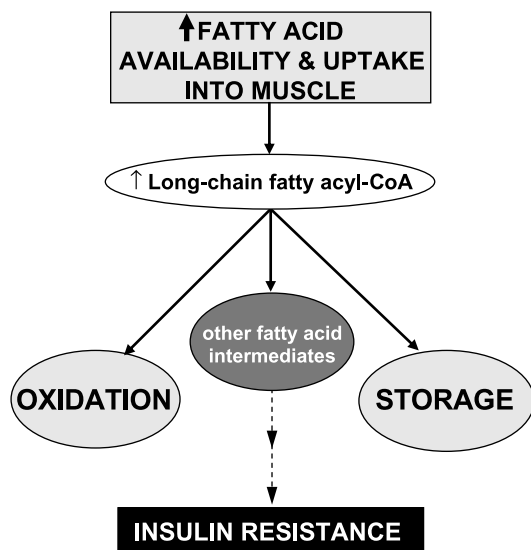 ↑FATTY ACID
AVAILABILITY & UPTAKE
INTO MUSCLE
↑ Long-chain fatty acyl-CoA
other fatty acid
intermediates
OXIDATION
STORAGE
INSULIN RESISTANCE